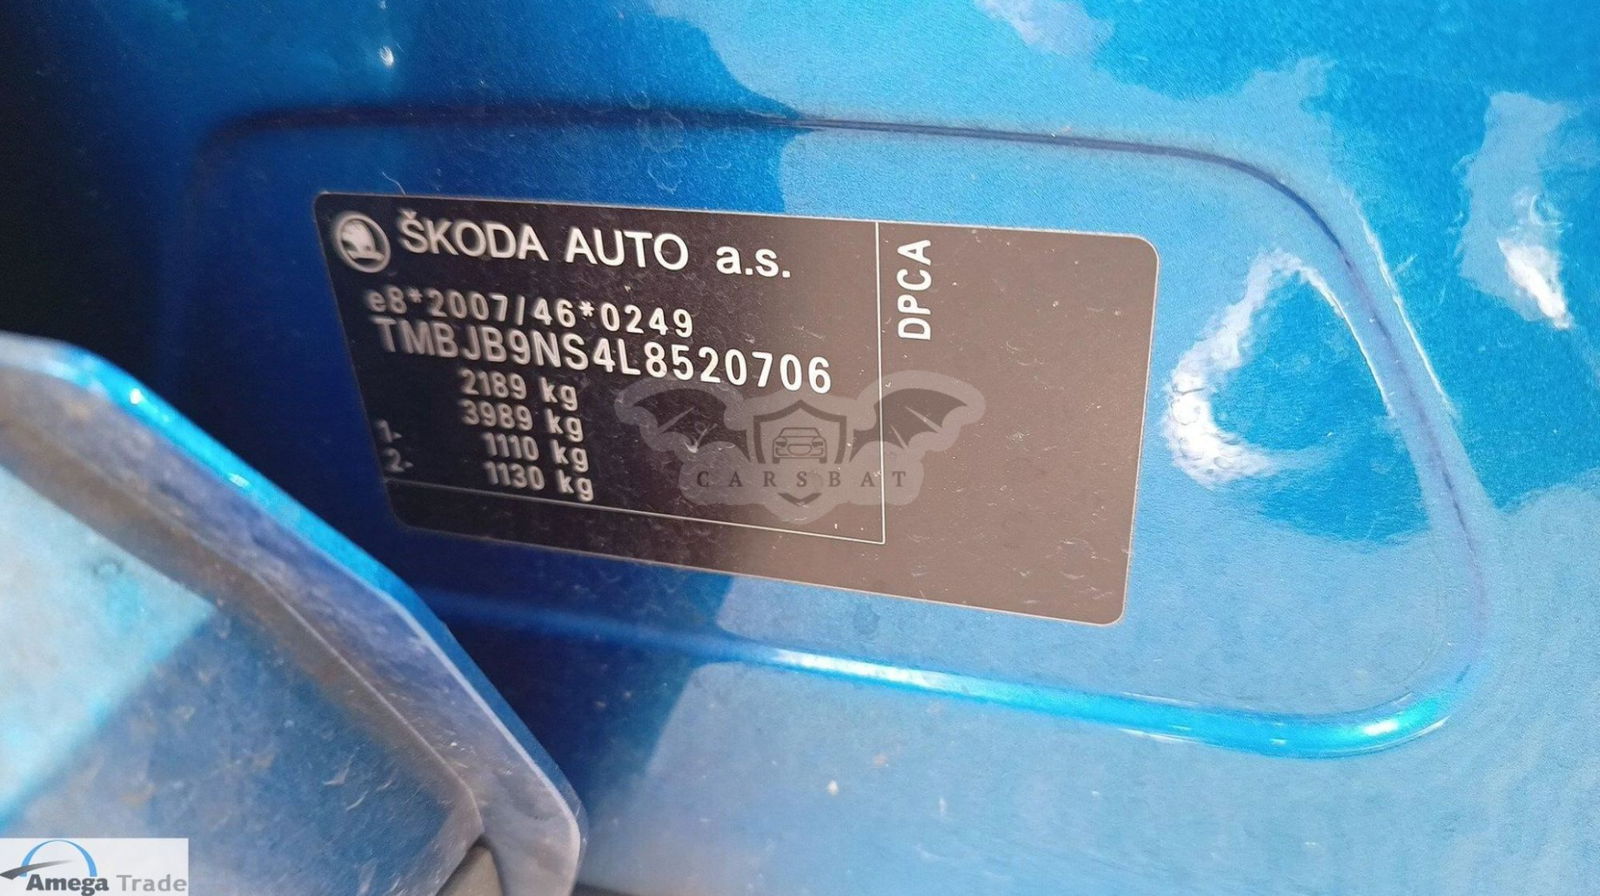 ŠKODA AUTO a.s.
e8*2007/46*0249
TMBJB9NS4L8520706
2189 kg
3989 kg
1- 1110 kg
2- 1130 kg
DPCA
CARSBAT
Amega Trade